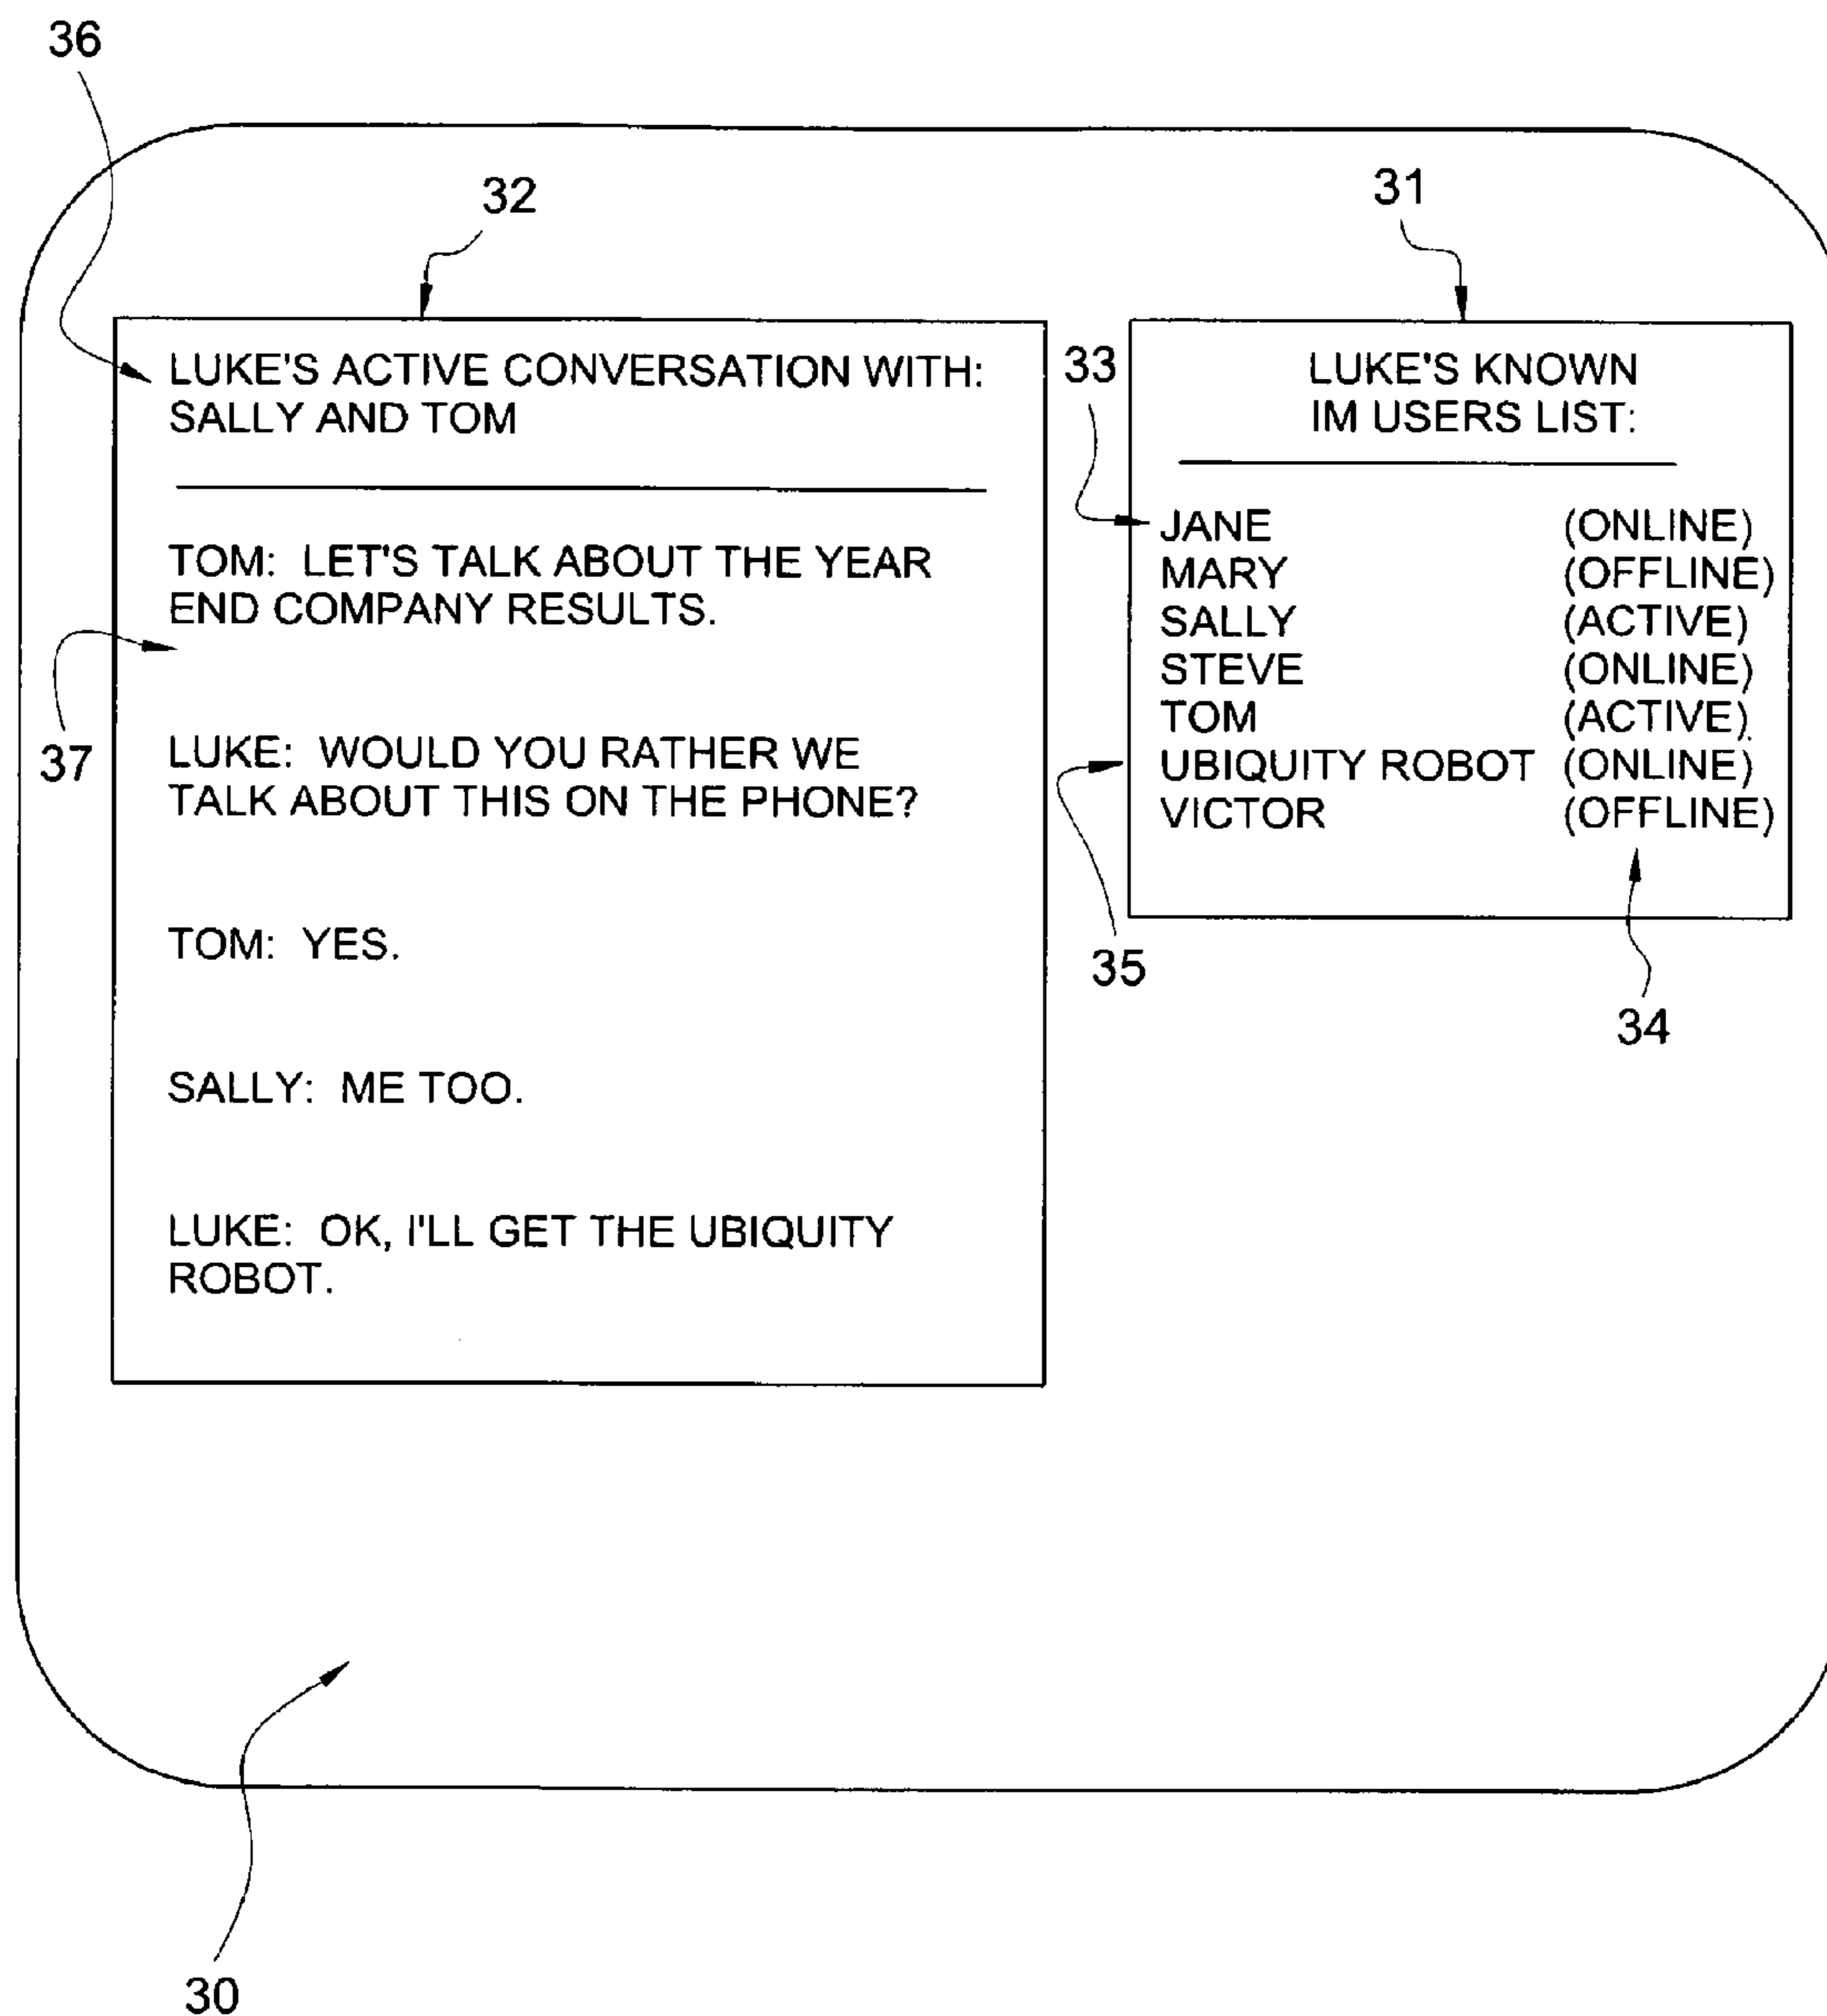 36
32
31
LUKE'S ACTIVE CONVERSATION WITH:
SALLY AND TOM
TOM: LET'S TALK ABOUT THE YEAR
END COMPANY RESULTS.
37
LUKE: WOULD YOU RATHER WE
TALK ABOUT THIS ON THE PHONE?
TOM: YES.
SALLY: ME TOO.
LUKE: OK, I'LL GET THE UBIQUITY
ROBOT.
33
LUKE'S KNOWN
IM USERS LIST:
JANE (ONLINE)
MARY (OFFLINE)
SALLY (ACTIVE)
STEVE (ONLINE)
TOM (ACTIVE)
UBIQUITY ROBOT (ONLINE)
VICTOR (OFFLINE)
35
34
30